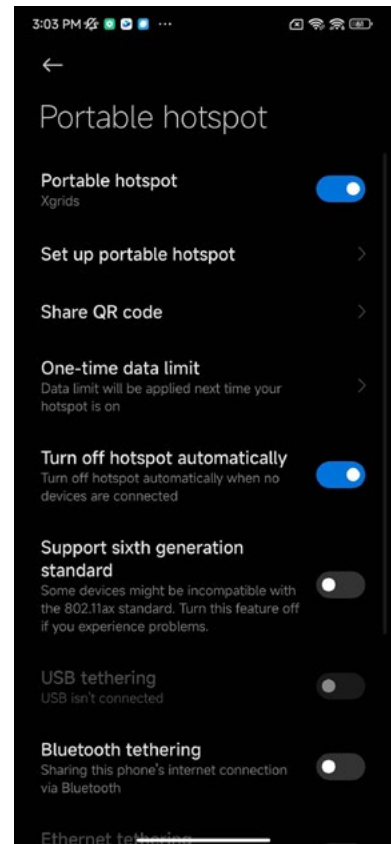 3:03 PM
Portable hotspot
Portable hotspot
Xgrids
Set up portable hotspot
Share QR code
One-time data limit
Data limit will be applied next time your
hotspot is on
Turn off hotspot automatically
Turn off hotspot automatically when no
devices are connected
Support sixth generation
standard
Some devices might be incompatible with
the 802.11ax standard. Turn this feature off
if you experience problems.
USB tethering
USB isn't connected
Bluetooth tethering
Sharing this phone's internet connection
via Bluetooth
Ethernet tethering